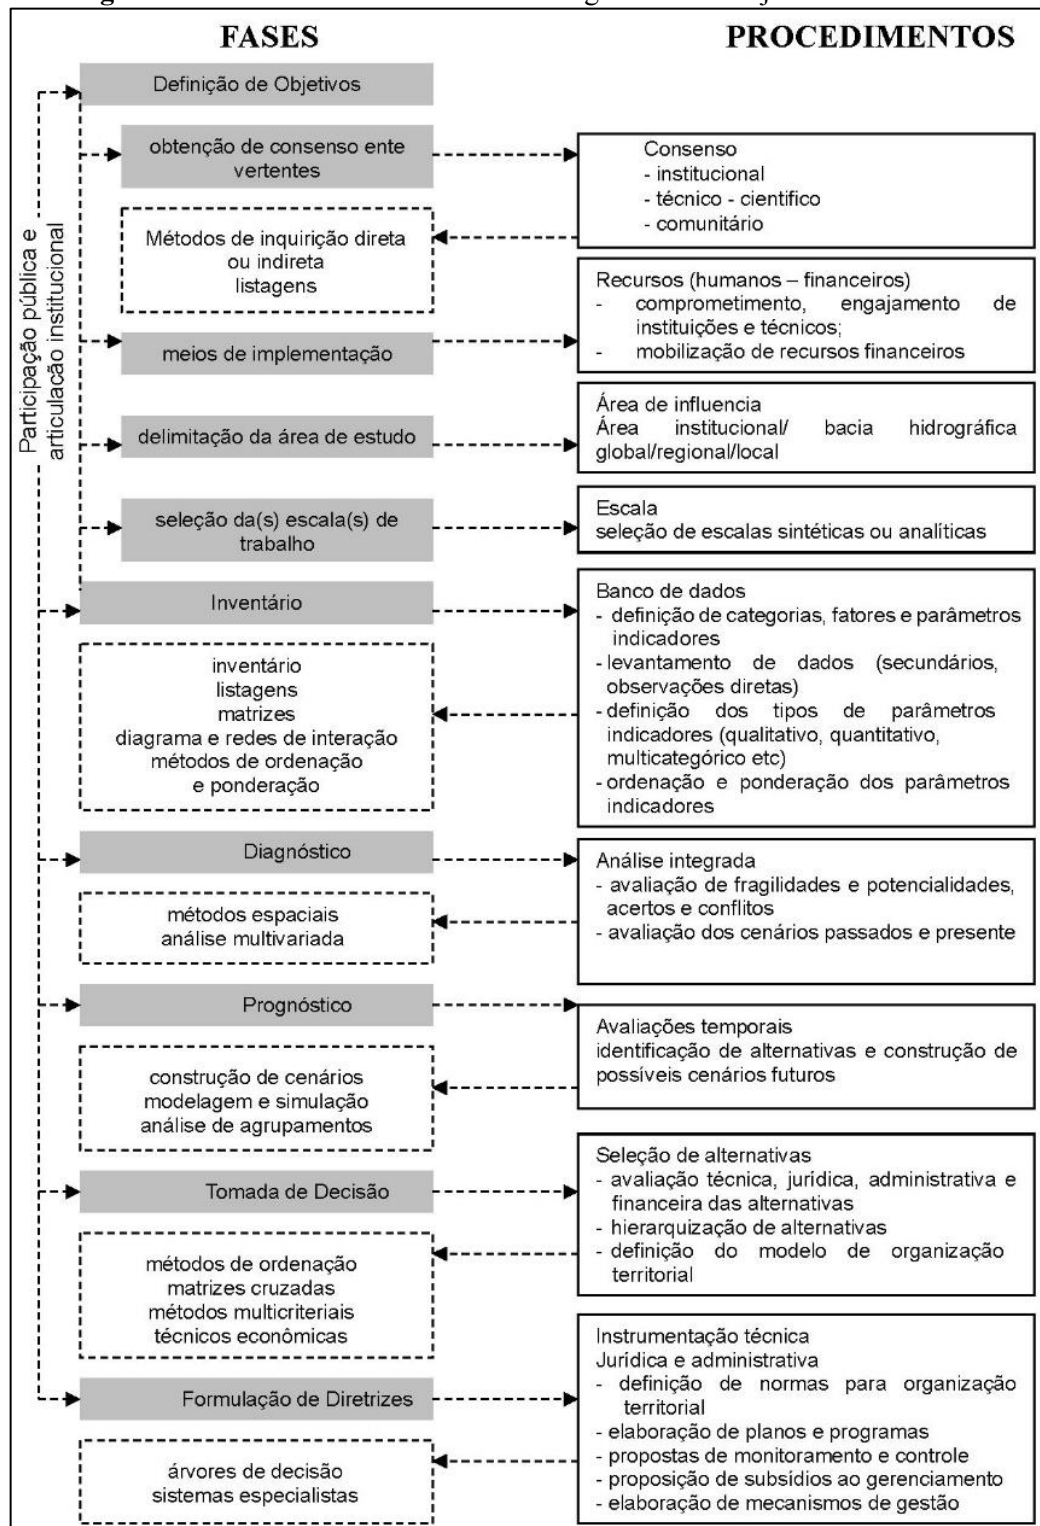 FASES
PROCEDIMENTOS
Participação pública e
articulação institucional
Definição de Objetivos
obtenção de consenso ente
vertentes
Consenso
- institucional
- técnico - científico
- comunitário
Métodos de inquirição direta
ou indireta
listagens
meios de implementação
Recursos (humanos – financeiros)
- comprometimento, engajamento de
instituições e técnicos;
- mobilização de recursos financeiros
delimitação da área de estudo
Área de influencia
Área institucional/ bacia hidrográfica
global/regional/local
seleção da(s) escala(s) de
trabalho
Escala
seleção de escalas sintéticas ou analíticas
Inventário
inventário
listagens
matrizes
diagrama e redes de interação
métodos de ordenação
e ponderação
Banco de dados
- definição de categorias, fatores e parâmetros
indicadores
- levantamento de dados (secundários,
observações diretas)
- definição dos tipos de parâmetros
indicadores (qualitativo, quantitativo,
multicategórico etc)
- ordenação e ponderação dos parâmetros
indicadores
Diagnóstico
métodos espaciais
análise multivariada
Análise integrada
- avaliação de fragilidades e potencialidades,
acertos e conflitos
- avaliação dos cenários passados e presente
Prognóstico
construção de cenários
modelagem e simulação
análise de agrupamentos
Avaliações temporais
identificação de alternativas e construção de
possíveis cenários futuros
Tomada de Decisão
métodos de ordenação
matrizes cruzadas
métodos multicriteriais
técnicos econômicas
Seleção de alternativas
- avaliação técnica, jurídica, administrativa e
financeira das alternativas
- hierarquização de alternativas
- definição do modelo de organização
territorial
Formulação de Diretrizes
árvores de decisão
sistemas especialistas
Instrumentação técnica
Jurídica e administrativa
- definição de normas para organização
territorial
- elaboração de planos e programas
- propostas de monitoramento e controle
- proposição de subsídios ao gerenciamento
- elaboração de mecanismos de gestão